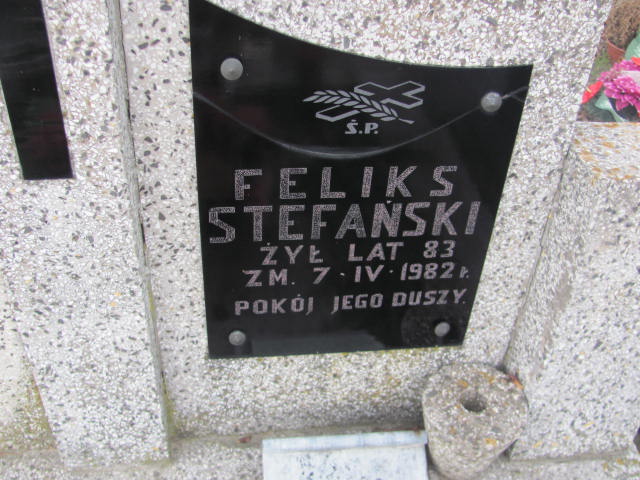 Ś.P.
FELIKS
STEFAŃSKI
ŻYŁ LAT 83
ZM. 7-IV-1982 r.
POKÓJ JEGO DUSZY.